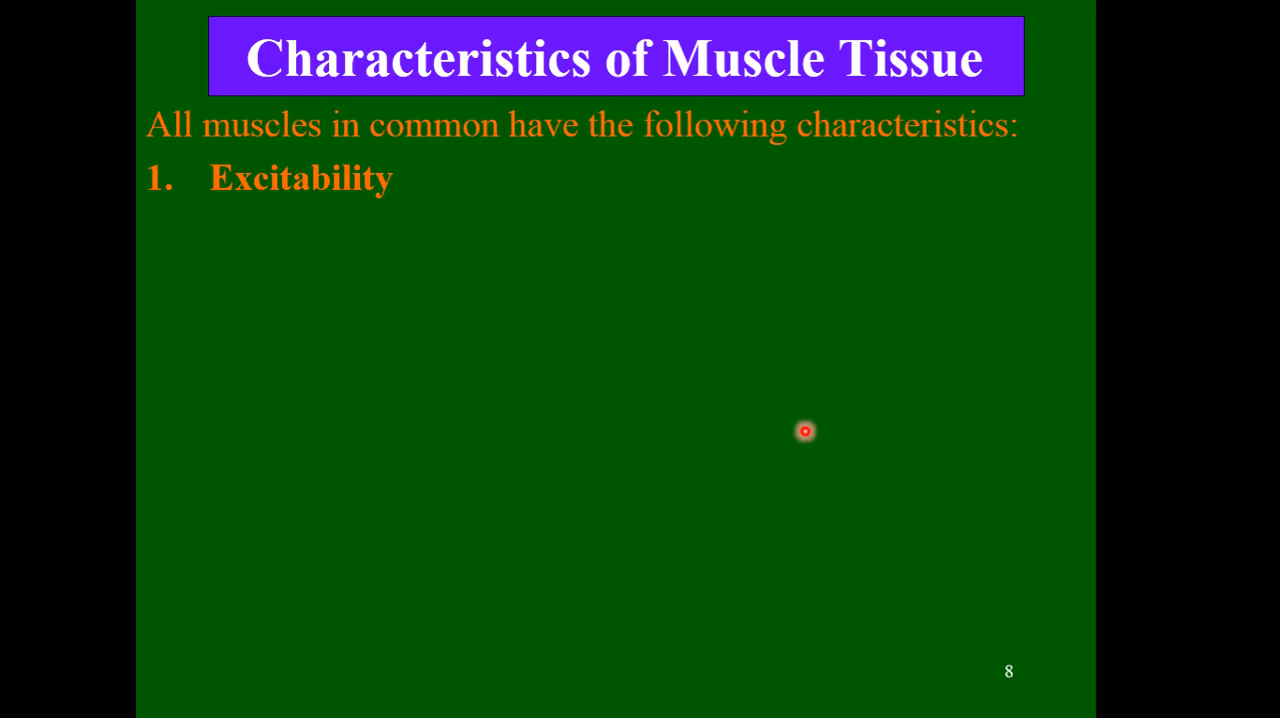 Characteristics of Muscle Tissue
All muscles in common have the following characteristics:
1. Excitability
8